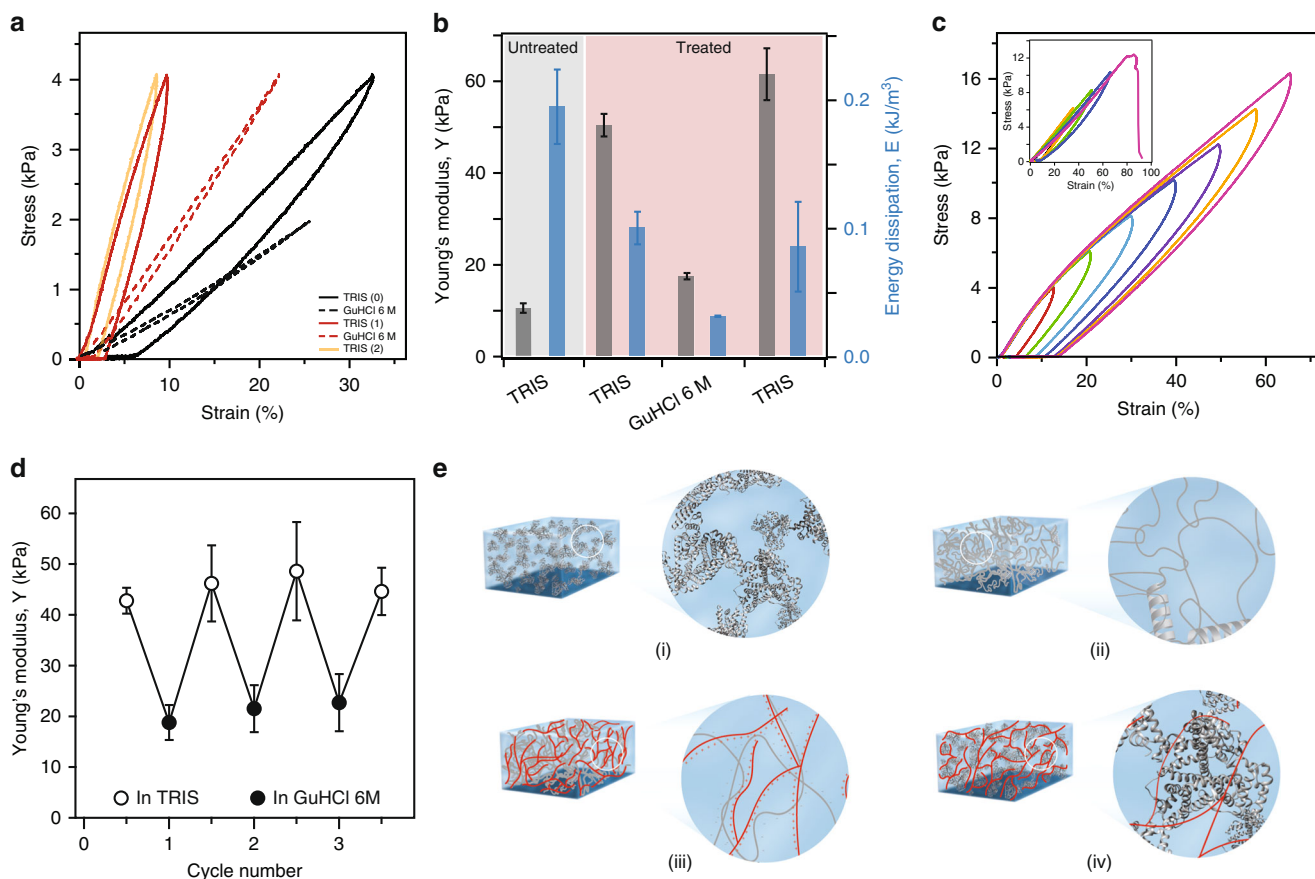 a
Stress (kPa)
4
3
2
1
0
0 10 20 30
Strain (%)
TRIS (0)
GuHCl 6 M
TRIS (1)
GuHCl 6 M
TRIS (2)
b
Untreated Treated
Young's modulus, Y (kPa)
60
50
40
30
20
10
0
Energy dissipation, E (kJ/m³)
0.2
0.1
0.0
TRIS TRIS GuHCl 6 M TRIS
c
Stress (kPa)
16
12
8
4
0
0 20 40 60
Strain (%)
Stress (kPa)
12
8
4
0
0 20 40 60 80 100
Strain (%)
d
Young's modulus, Y (kPa)
60
50
40
30
20
10
0
In TRIS In GuHCl 6M
0 1 2 3
Cycle number
e
(i)
(ii)
(iii)
(iv)